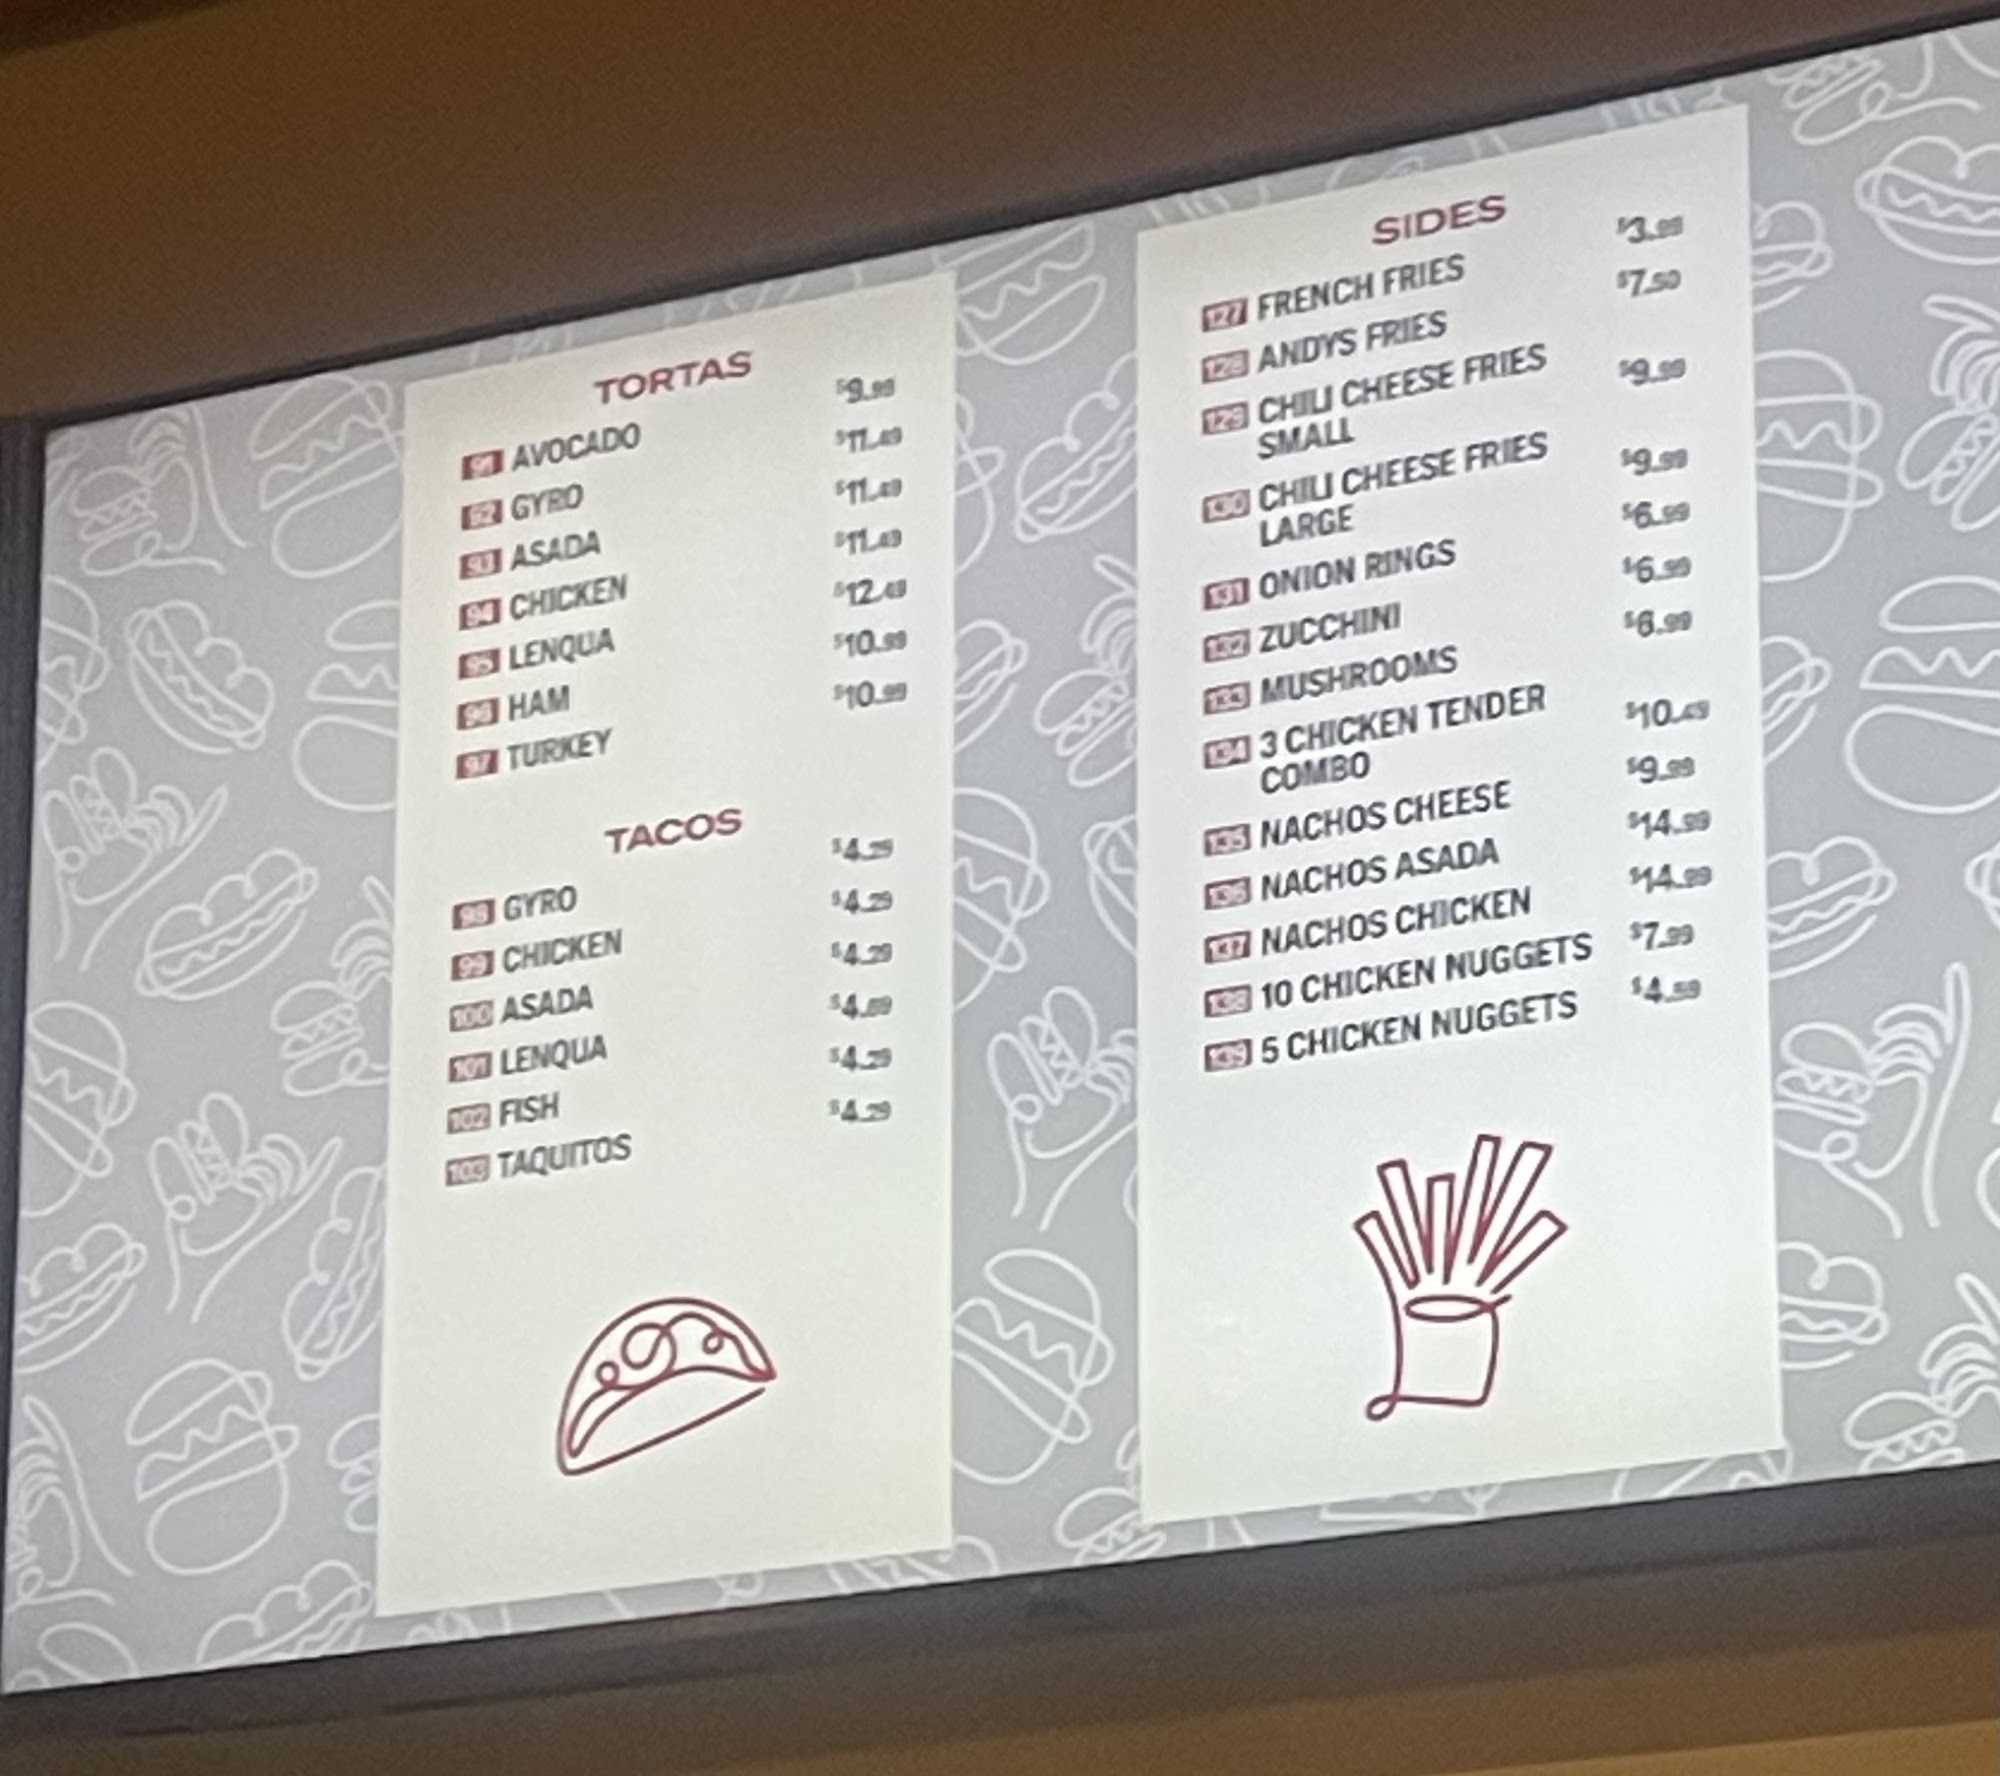 TORTAS
91 AVOCADO $9.99
92 GYRO $11.49
93 ASADA $11.49
94 CHICKEN $11.49
95 LENQUA $12.49
96 HAM $10.99
97 TURKEY $10.99
TACOS
98 GYRO $4.29
99 CHICKEN $4.29
100 ASADA $4.29
101 LENQUA
102 FISH $4.29
103 TAQUITOS $4.29
SIDES
127 FRENCH FRIES
128 ANDYS FRIES $7.50
129 CHILI CHEESE FRIES $9.99
SMALL
130 CHILI CHEESE FRIES $9.99
LARGE
131 ONION RINGS $6.99
132 ZUCCHINI $6.99
133 MUSHROOMS $6.99
134 3 CHICKEN TENDER $10.49
COMBO
135 NACHOS CHEESE $9.99
136 NACHOS ASADA $14.99
137 NACHOS CHICKEN $14.99
138 10 CHICKEN NUGGETS $7.99
139 5 CHICKEN NUGGETS